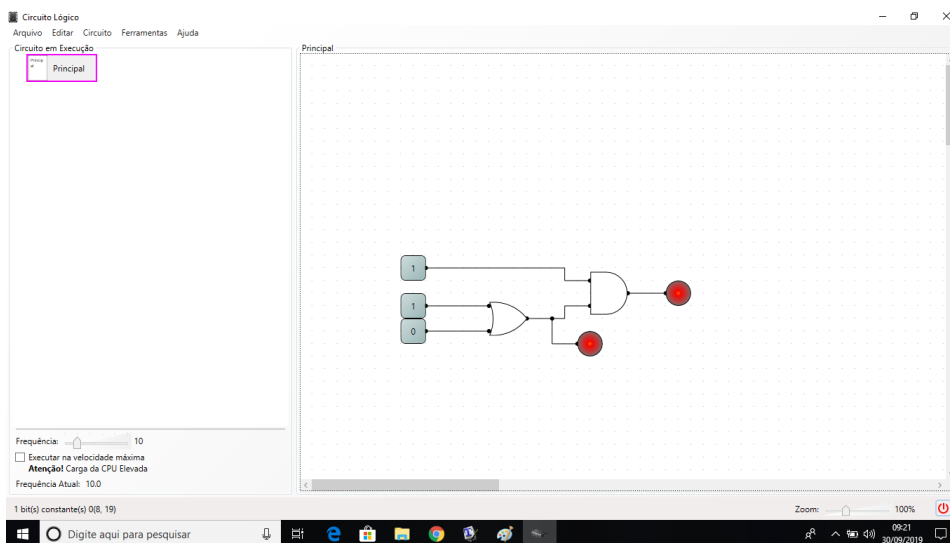 Circuito Lógico
Arquivo Editar Circuito Ferramentas Ajuda
Circuito em Execução
Princip
al
Principal
Principal
1
1
0
Frequência: 10
Executar na velocidade máxima
Atenção! Carga da CPU Elevada
Frequência Atual: 10.0
1 bit(s) constante(s) 0(8, 19)
Zoom: 100%
Digite aqui para pesquisar
09:21
30/09/2019